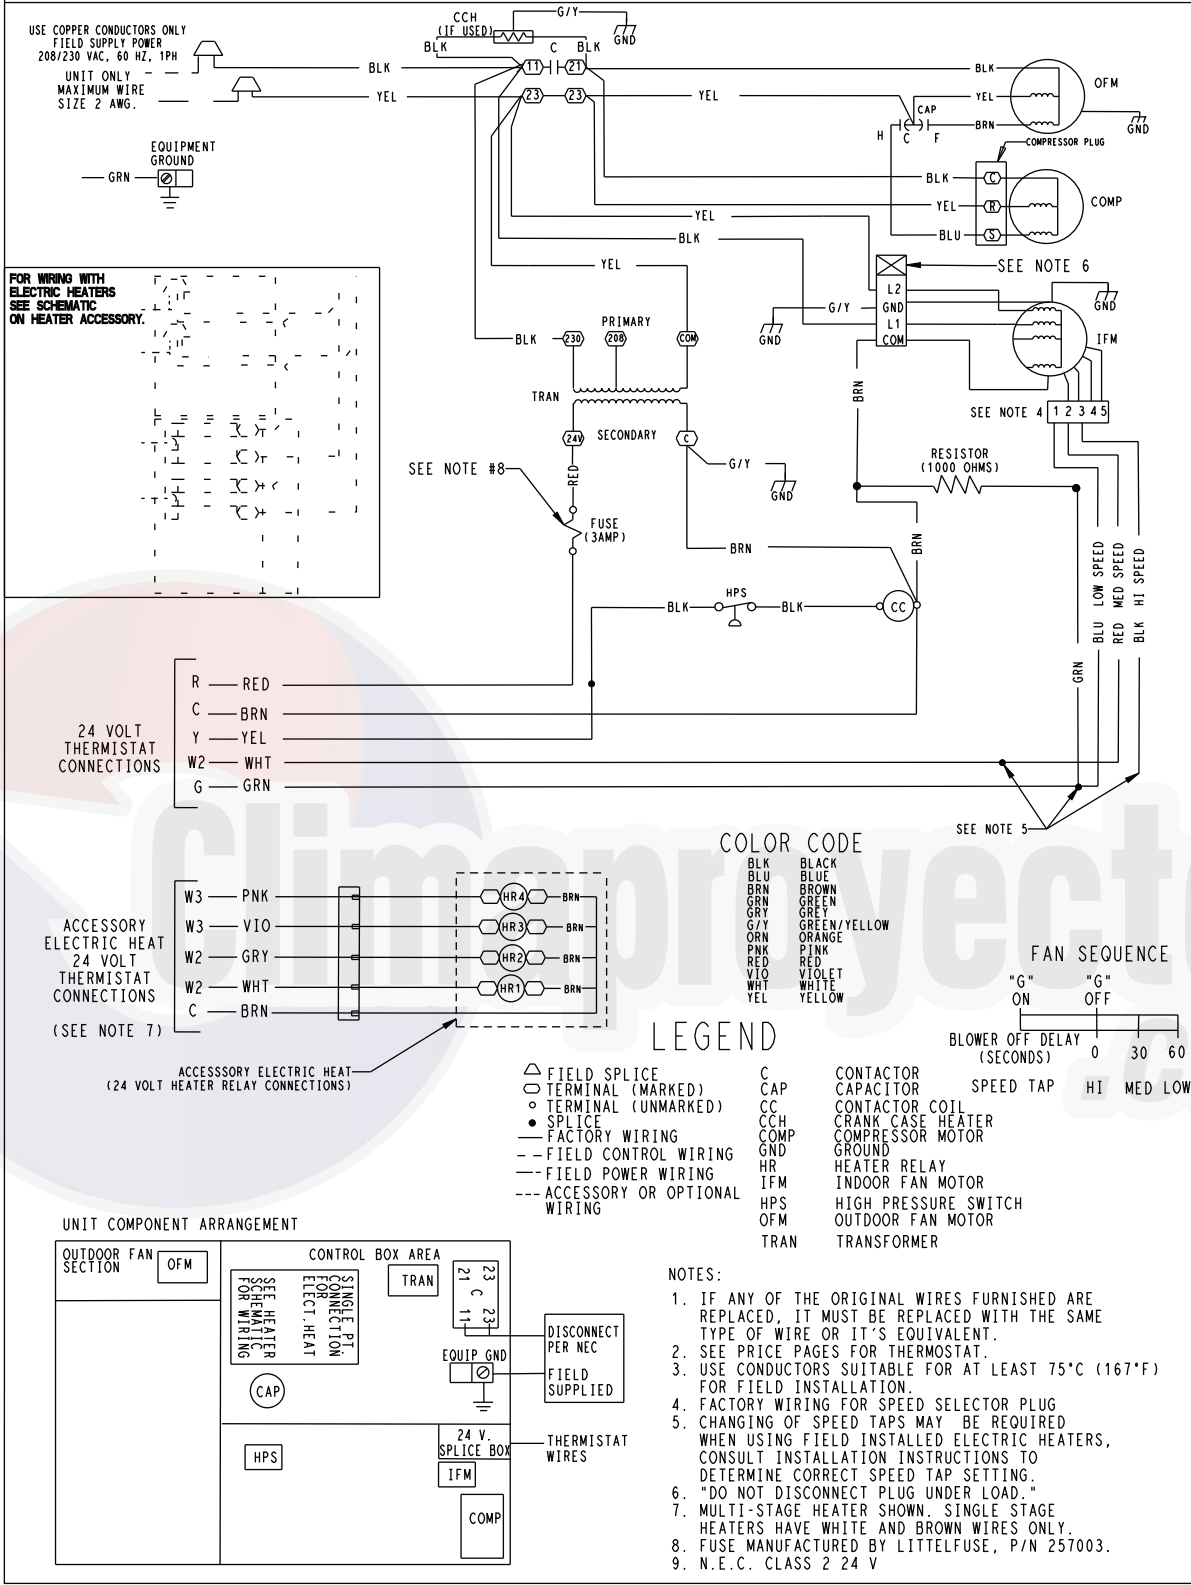 USE COPPER CONDUCTORS ONLY
FIELD SUPPLY POWER
208/230 VAC, 60 HZ, 1PH
UNIT ONLY
MAXIMUM WIRE
SIZE 2 AWG.
BLK
YEL
CCH
(IF USED)
G/Y
GND
BLK
C
BLK
11
21
23
23
YEL
BLK
YEL
BRN
OFM
GND
CAP
H
C
F
COMPRESSOR PLUG
BLK
C
YEL
R
BLU
S
COMP
EQUIPMENT
GROUND
GRN
YEL
BLK
YEL
SEE NOTE 6
L2
GND
L1
COM
G/Y
GND
GND
IFM
SEE NOTE 4
1 2 3 4 5
FOR WIRING WITH
ELECTRIC HEATERS
SEE SCHEMATIC
ON HEATER ACCESSORY.
BLK
230
PRIMARY
208
COM
TRAN
24V
SECONDARY
C
G/Y
GND
RED
SEE NOTE #8
FUSE
(3AMP)
BRN
BRN
RESISTOR
(1000 OHMS)
BRN
BLK
HPS
BLK
CC
GRN
BLU LOW SPEED
RED MED SPEED
BLK HI SPEED
24 VOLT
THERMISTAT
CONNECTIONS
R RED
C BRN
Y YEL
W2 WHT
G GRN
SEE NOTE 5
ACCESSORY
ELECTRIC HEAT
24 VOLT
THERMISTAT
CONNECTIONS
(SEE NOTE 7)
W3 PNK HR4 BRN
W3 VIO HR3 BRN
W2 GRY HR2 BRN
W2 WHT HR1 BRN
C BRN
ACCESSSORY ELECTRIC HEAT
(24 VOLT HEATER RELAY CONNECTIONS)
COLOR CODE
BLK BLACK
BLU BLUE
BRN BROWN
GRN GREEN
GRY GREY
G/Y GREEN/YELLOW
ORN ORANGE
PNK PINK
RED RED
VIO VIOLET
WHT WHITE
YEL YELLOW
FAN SEQUENCE
"G" "G"
ON OFF
BLOWER OFF DELAY
(SECONDS) 0 30 60
SPEED TAP HI MED LOW
Climaproyect
LEGEND
FIELD SPLICE
TERMINAL (MARKED)
TERMINAL (UNMARKED)
SPLICE
FACTORY WIRING
FIELD CONTROL WIRING
FIELD POWER WIRING
ACCESSORY OR OPTIONAL
WIRING
C CONTACTOR
CAP CAPACITOR
CC CONTACTOR COIL
CCH CRANK CASE HEATER
COMP COMPRESSOR MOTOR
GND GROUND
HR HEATER RELAY
IFM INDOOR FAN MOTOR
HPS HIGH PRESSURE SWITCH
OFM OUTDOOR FAN MOTOR
TRAN TRANSFORMER
UNIT COMPONENT ARRANGEMENT
OUTDOOR FAN
SECTION
OFM
CONTROL BOX AREA
SINGLE PT.
CONNECTION
FOR
ELECT.HEAT
SEE HEATER
SCHEMATIC
FOR WIRING
TRAN
23 23
C
21 11
EQUIP GND
DISCONNECT
PER NEC
FIELD
SUPPLIED
CAP
HPS
24 V.
SPLICE BOX
THERMISTAT
WIRES
IFM
COMP
NOTES:
1. IF ANY OF THE ORIGINAL WIRES FURNISHED ARE
REPLACED, IT MUST BE REPLACED WITH THE SAME
TYPE OF WIRE OR IT'S EQUIVALENT.
2. SEE PRICE PAGES FOR THERMOSTAT.
3. USE CONDUCTORS SUITABLE FOR AT LEAST 75°C (167°F)
FOR FIELD INSTALLATION.
4. FACTORY WIRING FOR SPEED SELECTOR PLUG
5. CHANGING OF SPEED TAPS MAY BE REQUIRED
WHEN USING FIELD INSTALLED ELECTRIC HEATERS,
CONSULT INSTALLATION INSTRUCTIONS TO
DETERMINE CORRECT SPEED TAP SETTING.
6. "DO NOT DISCONNECT PLUG UNDER LOAD."
7. MULTI-STAGE HEATER SHOWN. SINGLE STAGE
HEATERS HAVE WHITE AND BROWN WIRES ONLY.
8. FUSE MANUFACTURED BY LITTELFUSE, P/N 257003.
9. N.E.C. CLASS 2 24 V